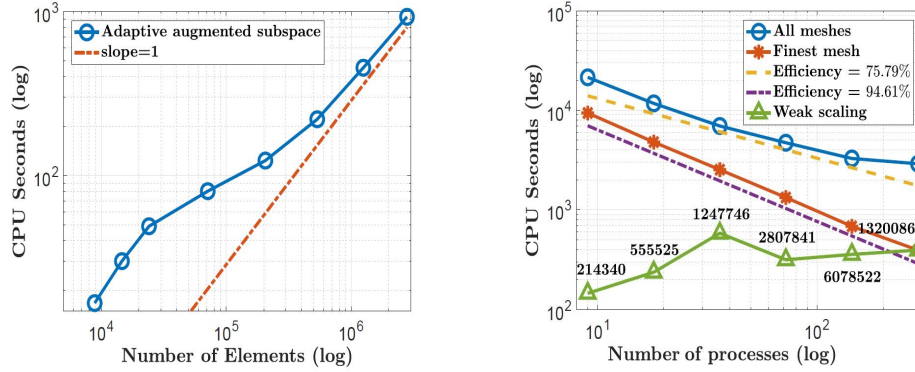 10^3
10^2
CPU Seconds (log)
Adaptive augmented subspace
slope=1
10^4
10^5
10^6
Number of Elements (log)
10^5
10^4
10^3
10^2
CPU Seconds (log)
All meshes
Finest mesh
Efficiency = 75.79%
Efficiency = 94.61%
Weak scaling
214340
555525
1247746
2807841
6078522
1320086
10^1
10^2
Number of processes (log)